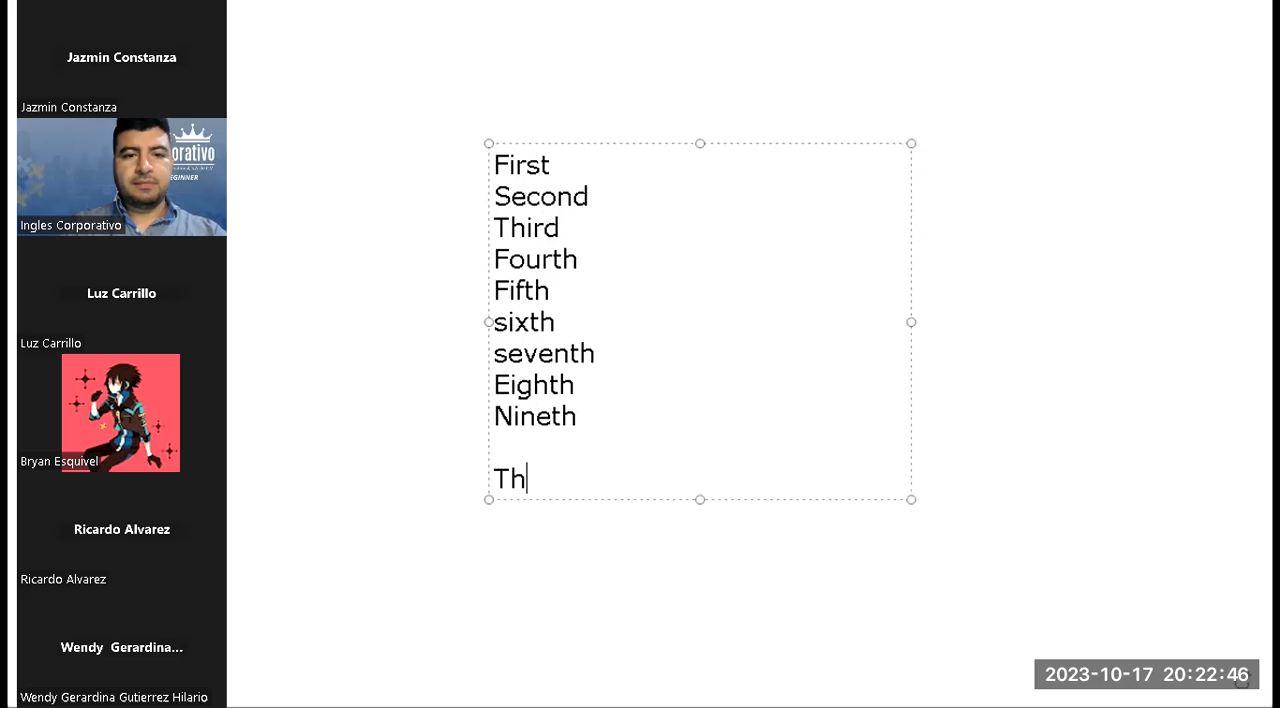 Jazmin Constanza
Jazmin Constanza
orativo
EGINNER
Ingles Corporativo
Luz Carrillo
Luz Carrillo
Bryan Esquivel
Ricardo Alvarez
Ricardo Alvarez
Wendy Gerardina...
Wendy Gerardina Gutierrez Hilario
First
Second
Third
Fourth
Fifth
sixth
seventh
Eighth
Nineth
Th
2023-10-17 20:22:46